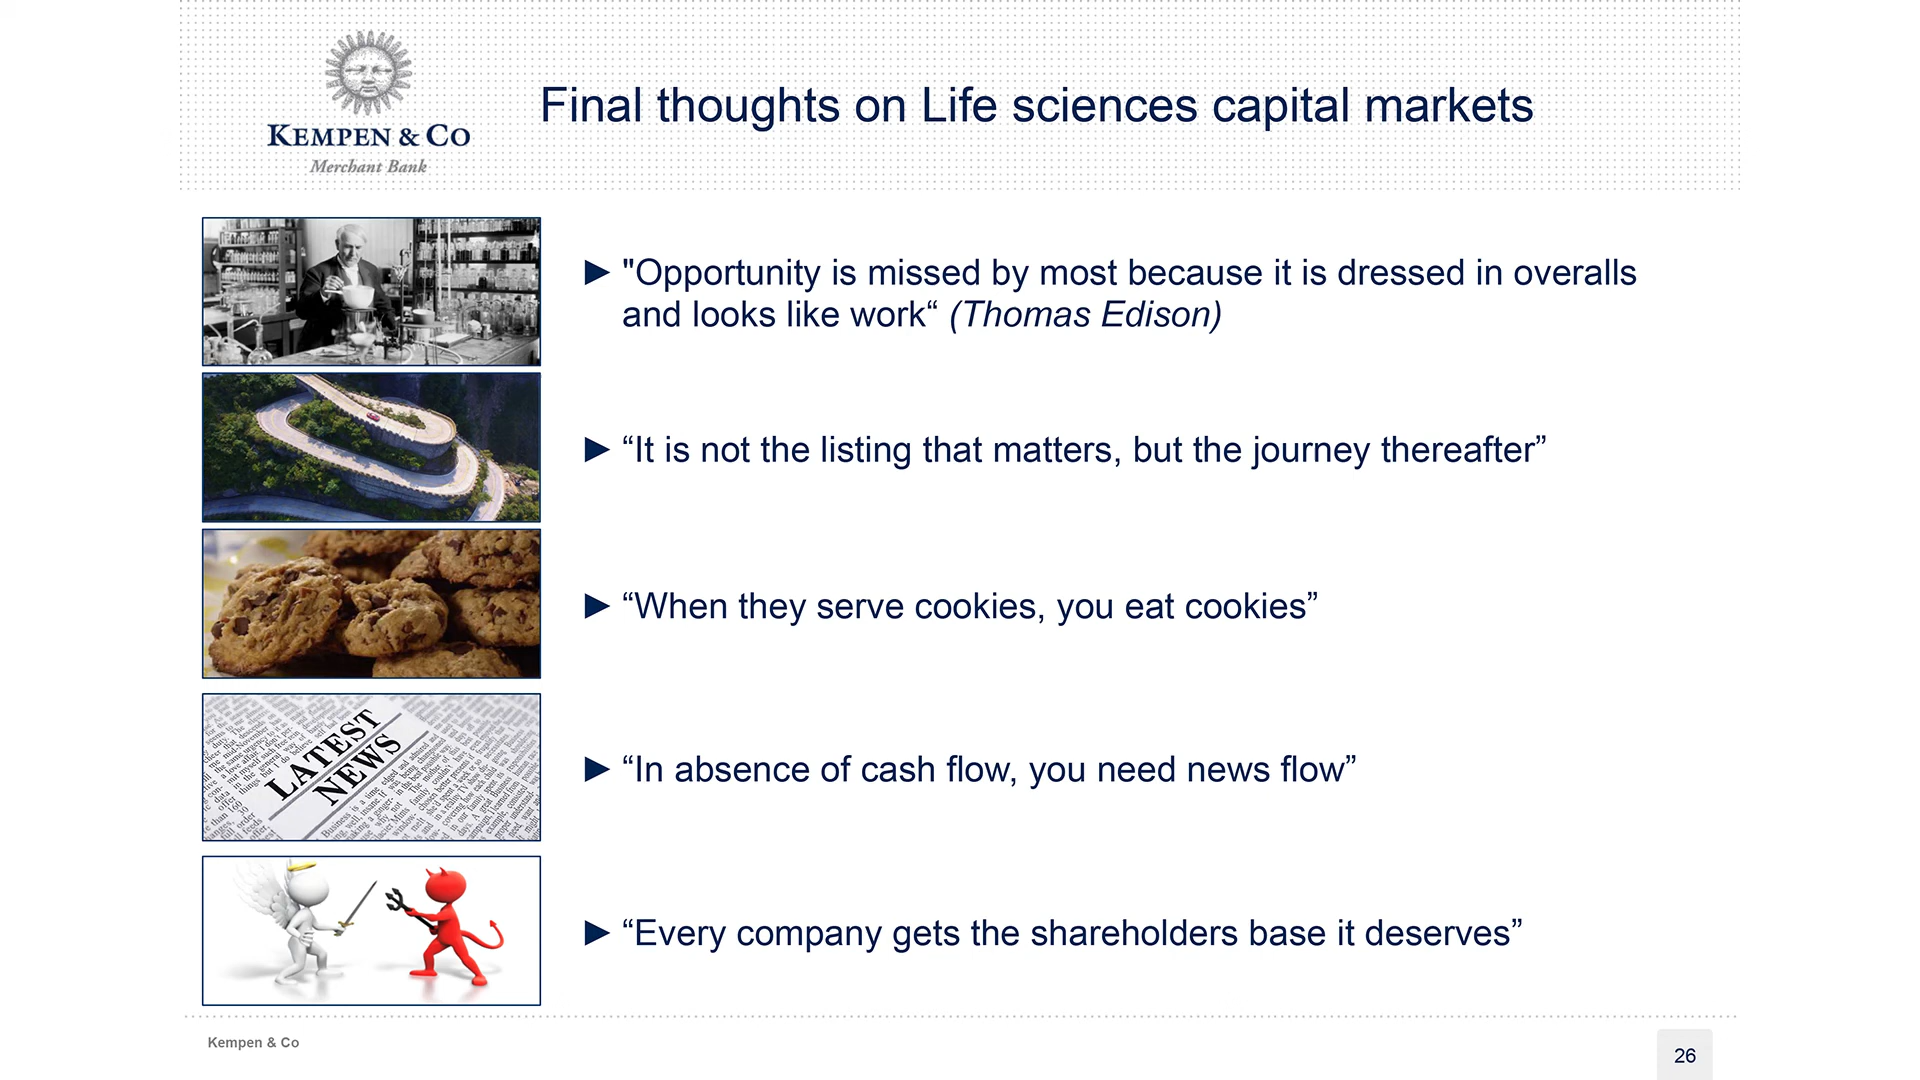 KEMPEN & CO
Merchant Bank
Final thoughts on Life sciences capital markets
► "Opportunity is missed by most because it is dressed in overalls
and looks like work“ (Thomas Edison)
► “It is not the listing that matters, but the journey thereafter”
► “When they serve cookies, you eat cookies”
LATEST
NEWS
► “In absence of cash flow, you need news flow”
► “Every company gets the shareholders base it deserves”
Kempen & Co
26